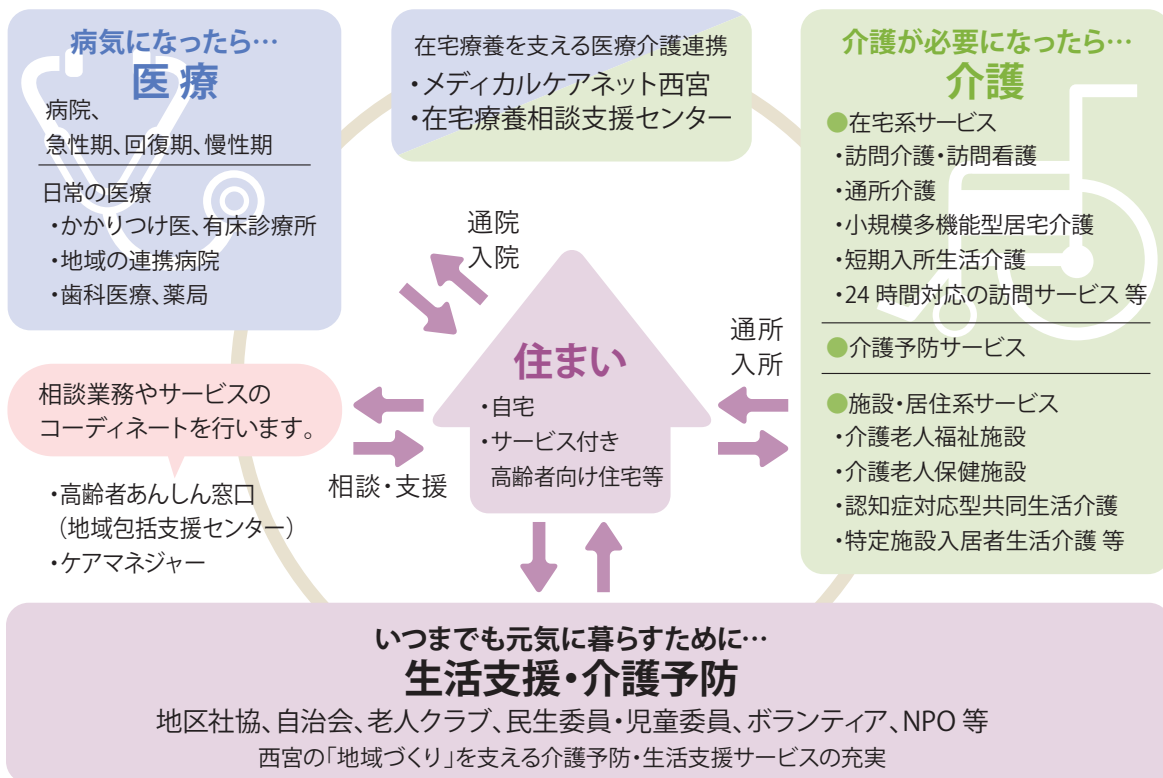 病気になったら…
医療
病院、
急性期、回復期、慢性期
日常の医療
・かかりつけ医、有床診療所
・地域の連携病院
・歯科医療、薬局
在宅療養を支える医療介護連携
・メディカルケアネット西宮
・在宅療養相談支援センター
介護が必要になったら…
介護
●在宅系サービス
・訪問介護・訪問看護
・通所介護
・小規模多機能型居宅介護
・短期入所生活介護
・24 時間対応の訪問サービス 等
●介護予防サービス
●施設・居住系サービス
・介護老人福祉施設
・介護老人保健施設
・認知症対応型共同生活介護
・特定施設入居者生活介護 等
通院
入院
通所
入所
住まい
・自宅
・サービス付き
高齢者向け住宅等
相談業務やサービスの
コーディネートを行います。
相談・支援
・高齢者あんしん窓口
（地域包括支援センター）
・ケアマネジャー
いつまでも元気に暮らすために…
生活支援・介護予防
地区社協、自治会、老人クラブ、民生委員・児童委員、ボランティア、NPO 等
西宮の「地域づくり」を支える介護予防・生活支援サービスの充実